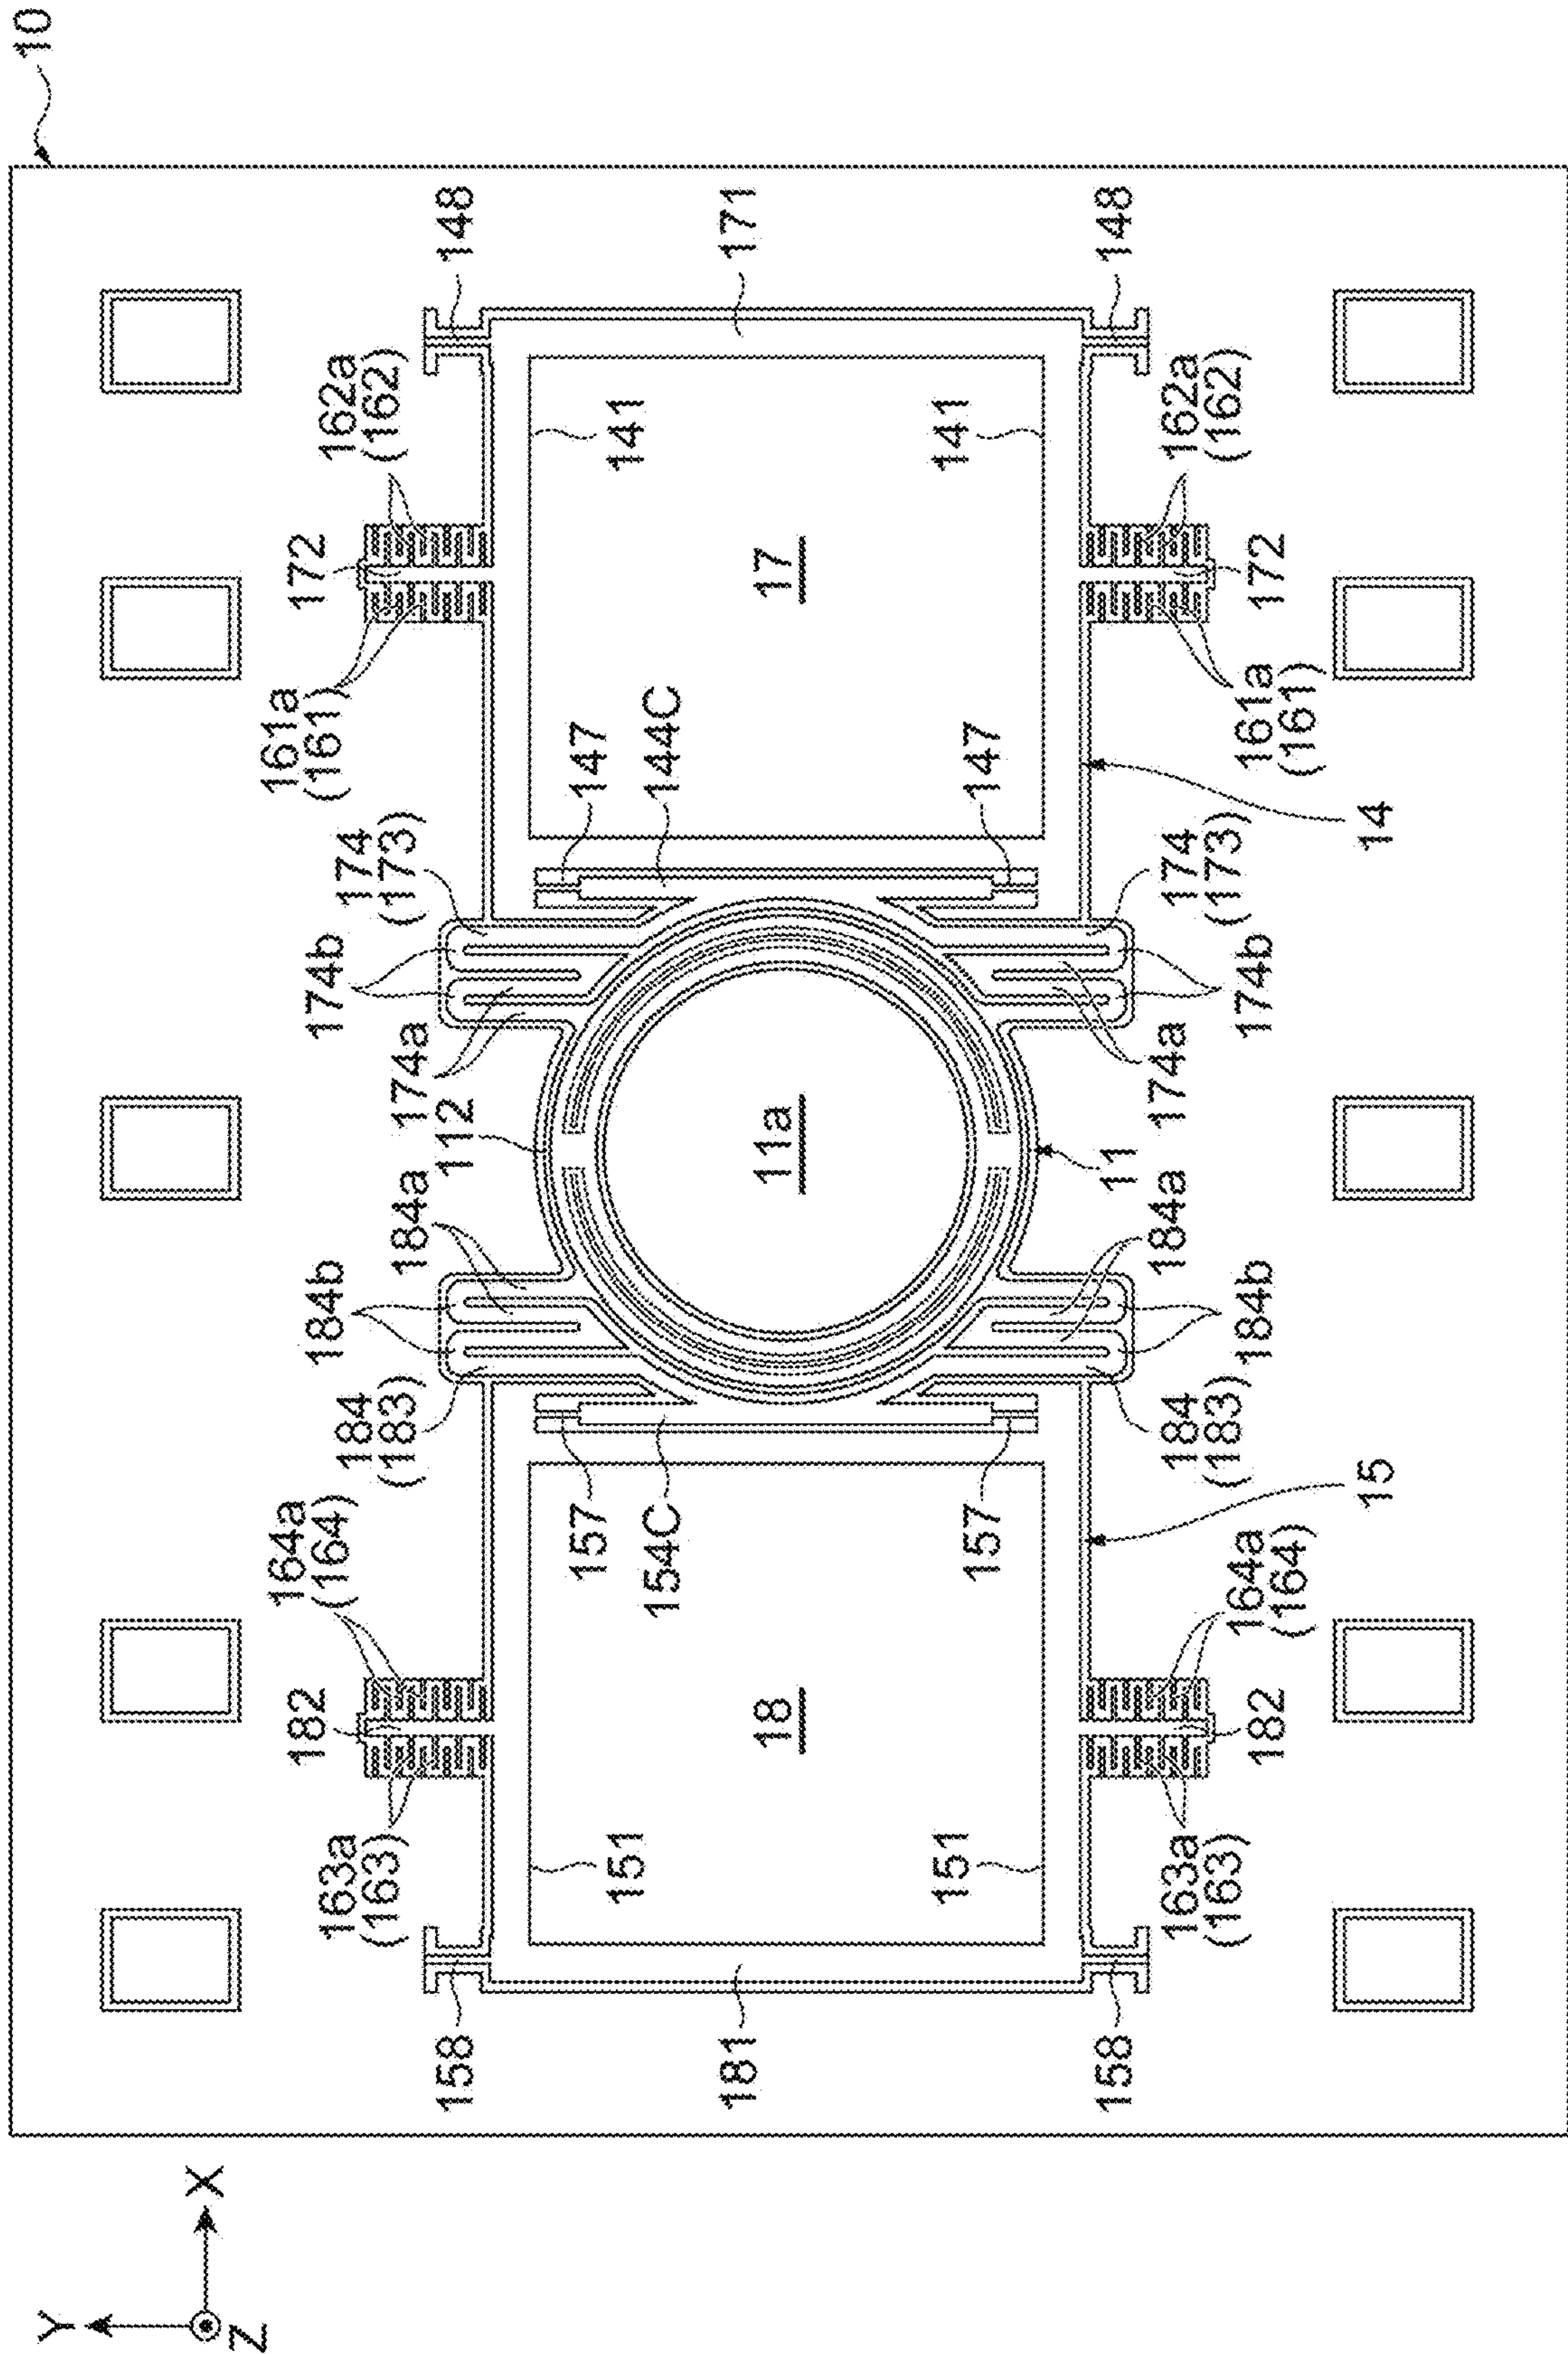 10
Y
X
Z
164a
(164)
161a
(161)
182
184b
174b
172
163a
(163)
184
(183)
174
(173)
162a
(162)
184a
174a
158
112
148
151
157
147
141
154C
144C
181
18
11a
17
171
151
157
147
141
158
11
148
163a
(163)
184
(183)
184a
174a
174
(173)
162a
(162)
182
164a
(164)
184b
174b
161a
(161)
172
15
14